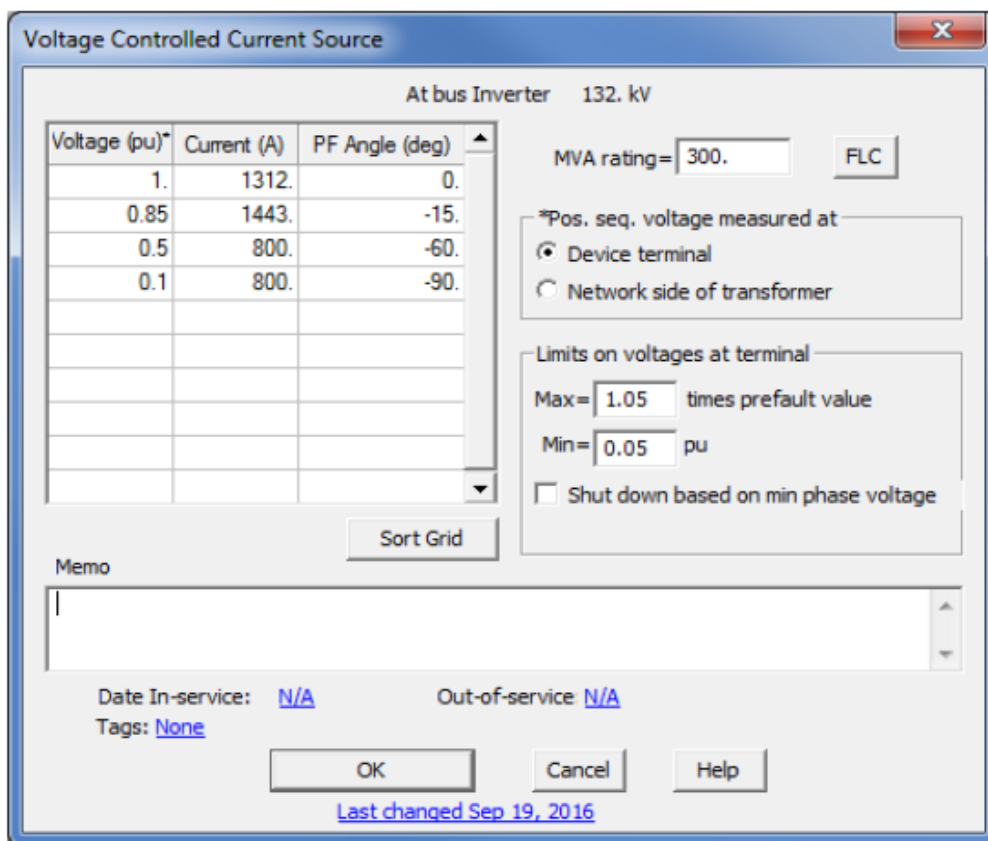 Voltage Controlled Current Source
At bus Inverter 132. kV
Voltage (pu)* Current (A) PF Angle (deg)
1. 1312. 0.
0.85 1443. -15.
0.5 800. -60.
0.1 800. -90.
MVA rating= 300. FLC
*Pos. seq. voltage measured at
Device terminal
Network side of transformer
Limits on voltages at terminal
Max= 1.05 times prefault value
Min= 0.05 pu
Shut down based on min phase voltage
Sort Grid
Memo
Date In-service: N/A Out-of-service N/A
Tags: None
OK Cancel Help
Last changed Sep 19, 2016